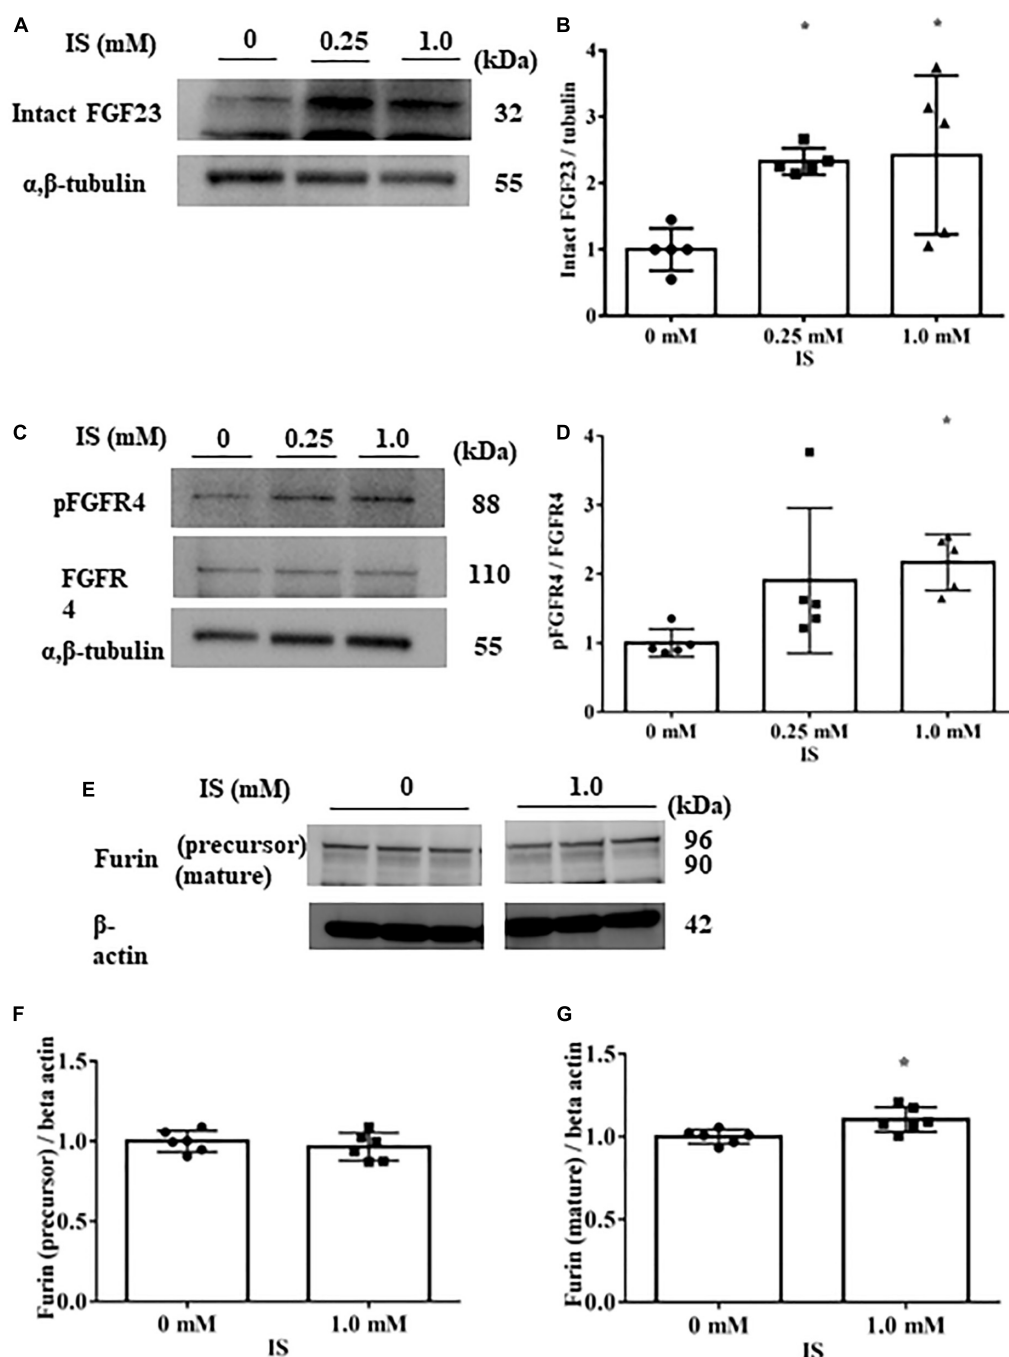 A
IS (mM) 0 0.25 1.0 (kDa)
Intact FGF23 32
α,β-tubulin 55
B
* *
Intact FGF23 / tubulin
4
3
2
1
0
0 mM 0.25 mM 1.0 mM
IS
C
IS (mM) 0 0.25 1.0 (kDa)
pFGFR4 88
FGFR 110
4
α,β-tubulin 55
D
*
pFGFR4 / FGFR4
4
3
2
1
0
0 mM 0.25 mM 1.0 mM
IS
E
IS (mM) 0 1.0 (kDa)
Furin (precursor) 96
(mature) 90
β- 42
actin
F
Furin (precursor) / beta actin
1.5
1.0
0.5
0.0
0 mM 1.0 mM
IS
G
*
Furin (mature) / beta actin
1.5
1.0
0.5
0.0
0 mM 1.0 mM
IS